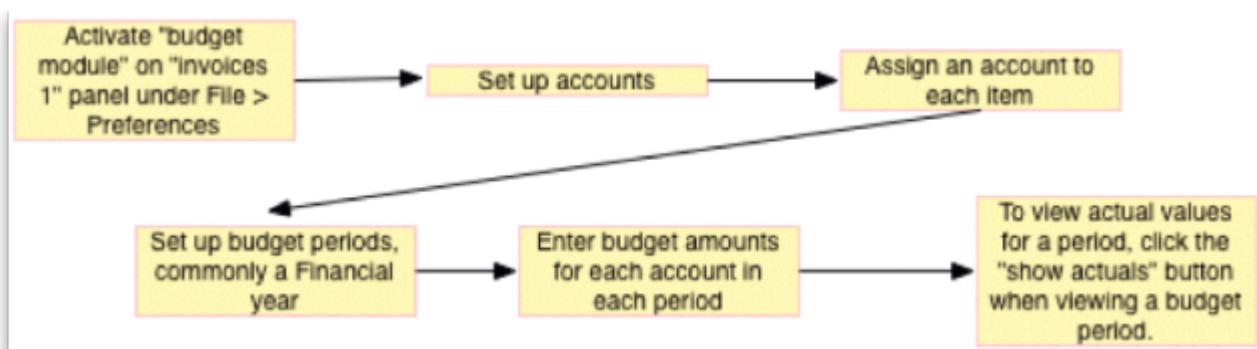 Activate "budget
module" on "invoices
1" panel under File >
Preferences
Set up accounts
Assign an account to
each item
Set up budget periods,
commonly a Financial
year
Enter budget amounts
for each account in
each period
To view actual values
for a period, click the
"show actuals" button
when viewing a budget
period.